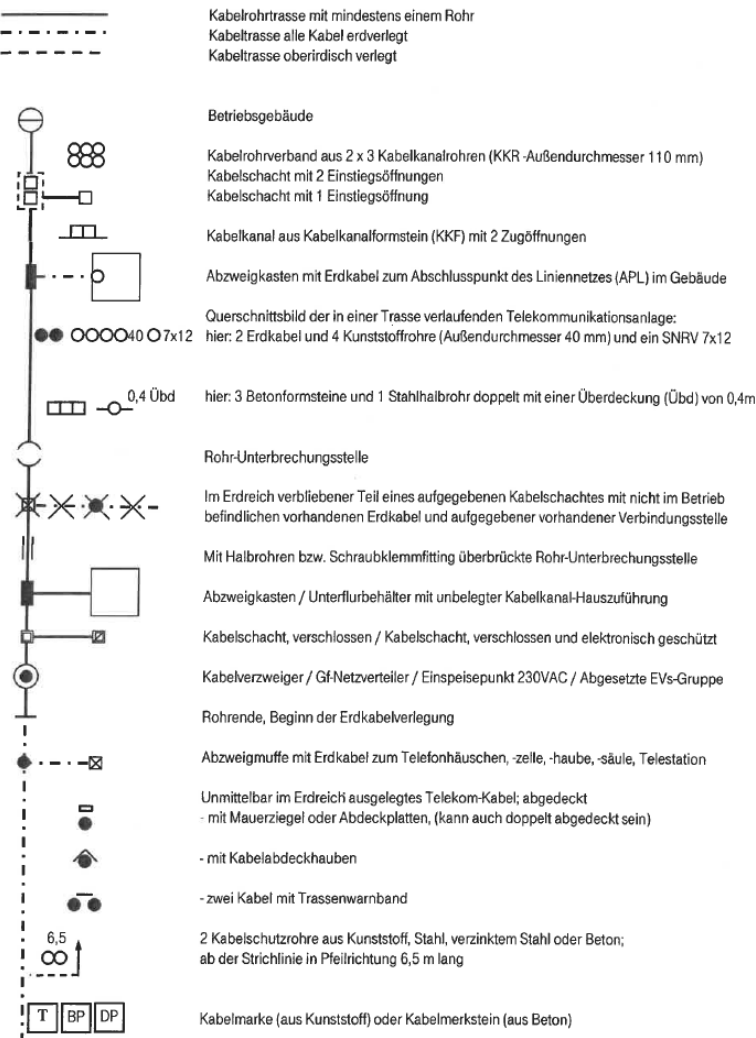 Kabelrohrtrasse mit mindestens einem Rohr
Kabeltrasse alle Kabel erdverlegt
Kabeltrasse oberirdisch verlegt
Betriebsgebäude
Kabelrohrverband aus 2 x 3 Kabelkanalrohren (KKR -Außendurchmesser 110 mm)
Kabelschacht mit 2 Einstiegsöffnungen
Kabelschacht mit 1 Einstiegsöffnung
Kabelkanal aus Kabelkanalformstein (KKF) mit 2 Zugöffnungen
Abzweigkasten mit Erdkabel zum Abschlusspunkt des Liniennetzes (APL) im Gebäude
Querschnittsbild der in einer Trasse verlaufenden Telekommunikationsanlage:
40 7x12 hier: 2 Erdkabel und 4 Kunststoffrohre (Außendurchmesser 40 mm) und ein SNRV 7x12
0,4 Übd hier: 3 Betonformsteine und 1 Stahlhalbrohr doppelt mit einer Überdeckung (Übd) von 0,4m
Rohr-Unterbrechungsstelle
Im Erdreich verbliebener Teil eines aufgegebenen Kabelschachtes mit nicht im Betrieb
befindlichen vorhandenen Erdkabel und aufgegebener vorhandener Verbindungsstelle
Mit Halbrohren bzw. Schraubklemmfitting überbrückte Rohr-Unterbrechungsstelle
Abzweigkasten / Unterflurbehälter mit unbelegter Kabelkanal-Hauszuführung
Kabelschacht, verschlossen / Kabelschacht, verschlossen und elektronisch geschützt
Kabelverzweiger / Gf-Netzverteiler / Einspeisepunkt 230VAC / Abgesetzte EVs-Gruppe
Rohrende, Beginn der Erdkabelverlegung
Abzweigmuffe mit Erdkabel zum Telefonhäuschen, -zelle, -haube, -säule, Telestation
Unmittelbar im Erdreich ausgelegtes Telekom-Kabel; abgedeckt
- mit Mauerziegel oder Abdeckplatten, (kann auch doppelt abgedeckt sein)
- mit Kabelabdeckhauben
- zwei Kabel mit Trassenwarnband
6,5 2 Kabelschutzrohre aus Kunststoff, Stahl, verzinktem Stahl oder Beton;
ab der Strichlinie in Pfeilrichtung 6,5 m lang
T BP DP Kabelmarke (aus Kunststoff) oder Kabelmerkstein (aus Beton)